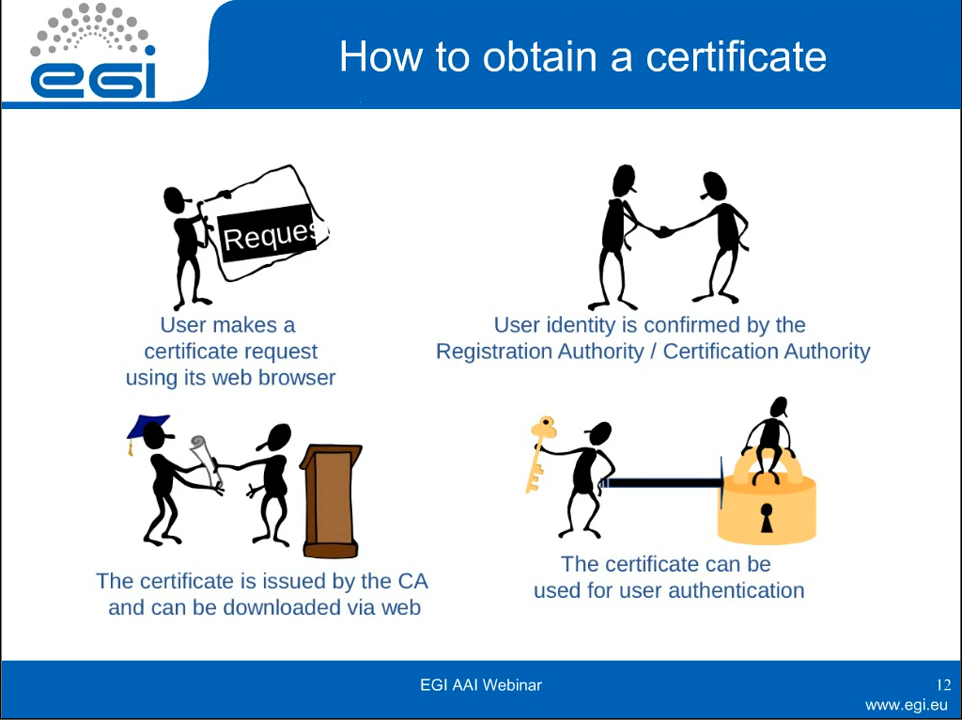 egi
How to obtain a certificate
Reques
User makes a
certificate request
using its web browser
User identity is confirmed by the
Registration Authority / Certification Authority
The certificate is issued by the CA
and can be downloaded via web
The certificate can be
used for user authentication
EGI AAI Webinar
12
www.egi.eu